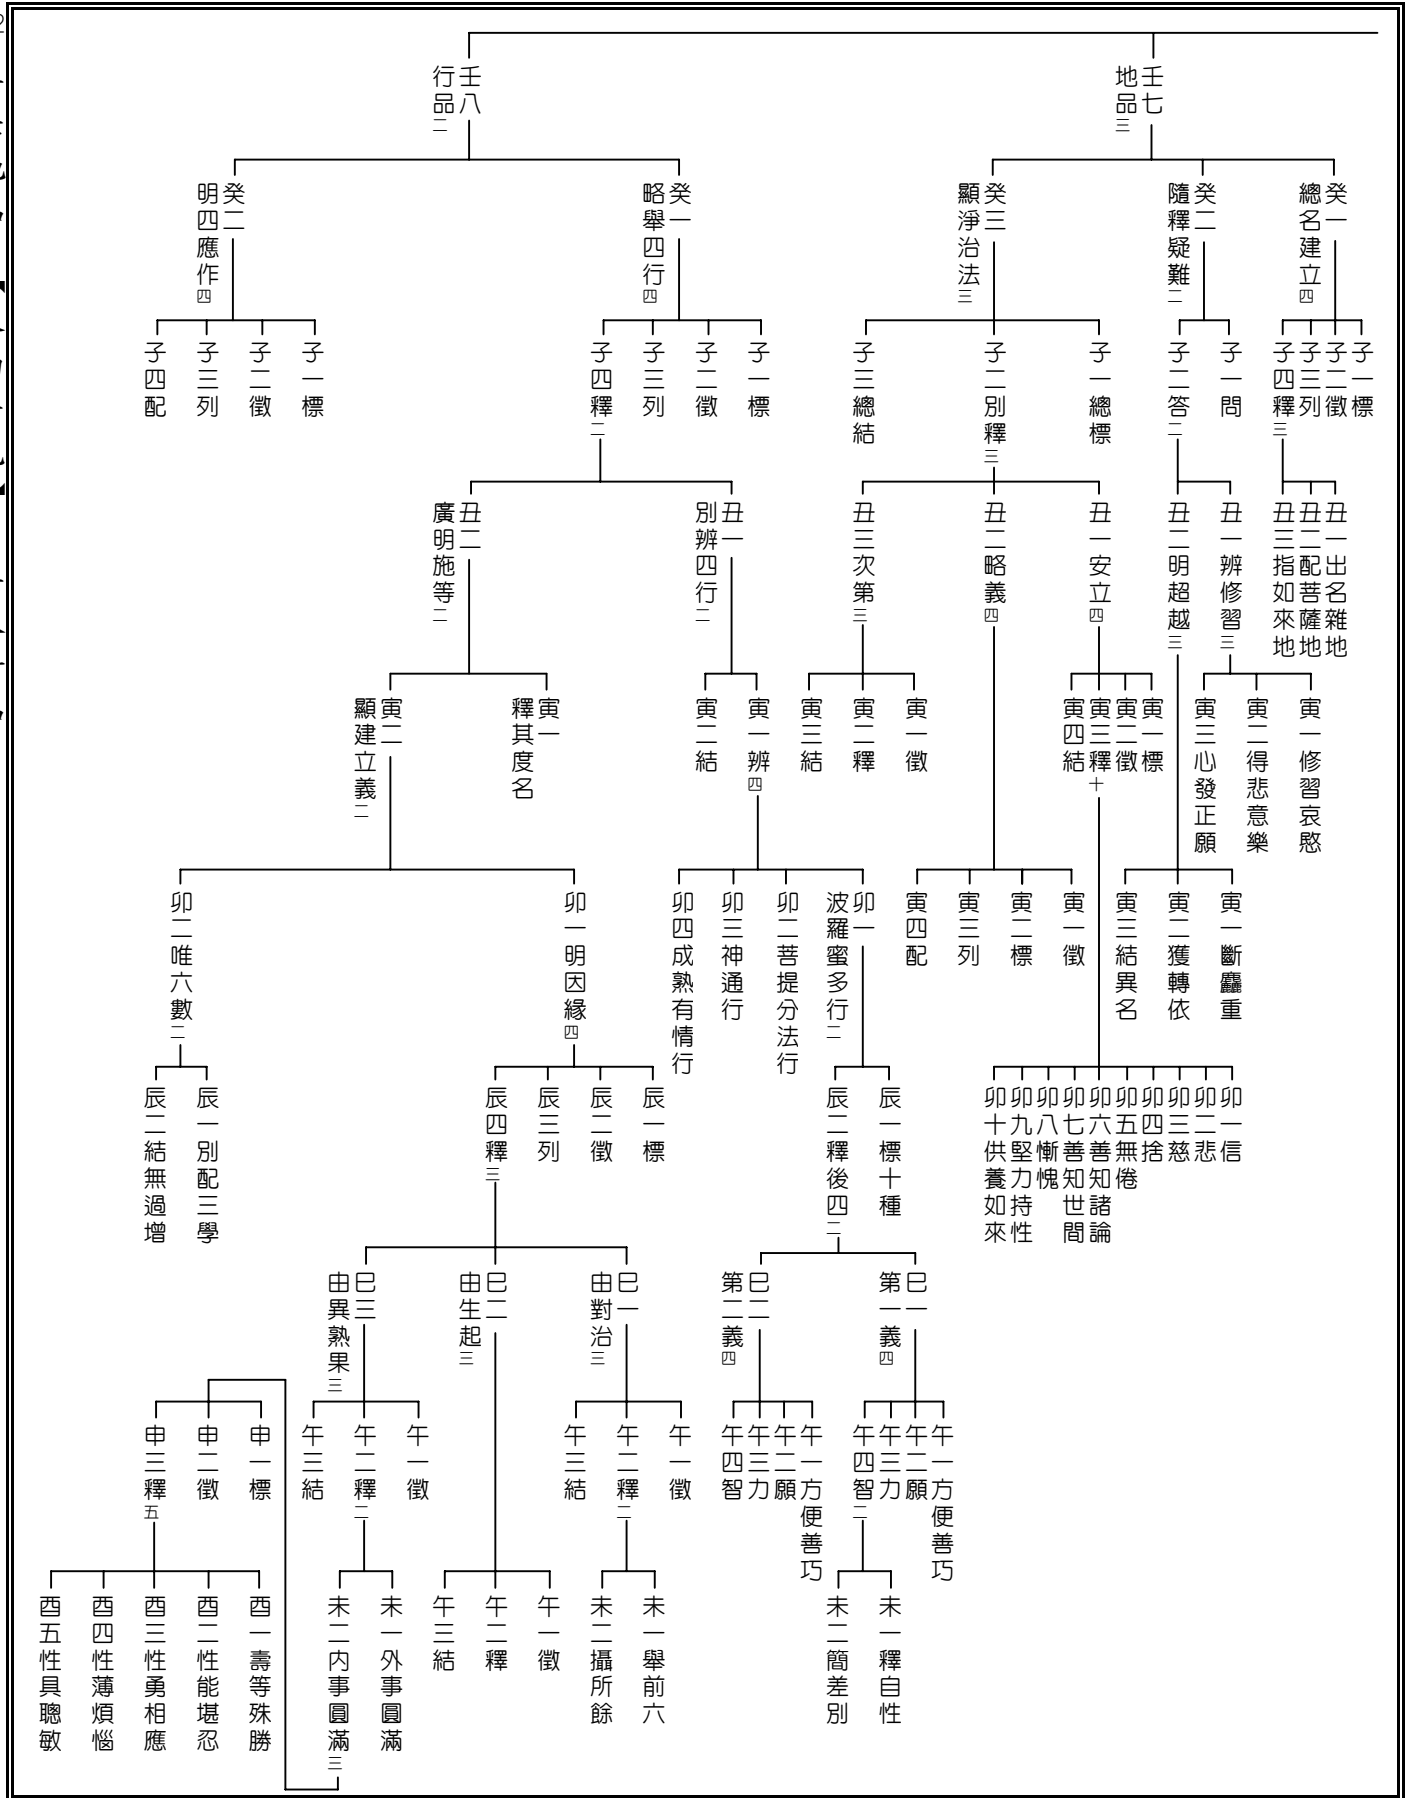 壬七
地品三
癸一
總名建立四
子一標
子二徵
子三列
子四釋三
丑一出名雜地
丑二配菩薩地
丑三指如來地
癸二
隨釋疑難二
子一問
子二答二
丑一辨修習三
寅一修習哀愍
寅二得悲意樂
寅三心發正願
丑二明超越三
寅一斷麤重
寅二獲轉依
寅三結異名
癸三
顯淨治法三
子一總標
子二別釋三
丑一安立四
寅一標
寅二徵
寅三釋十
卯一信
卯二悲
卯三慈
卯四捨
卯五無倦
卯六善知諸論
卯七善知世間
卯八慚愧
卯九堅力持性
卯十供養如來
寅四結
丑二略義四
寅一徵
寅二標
寅三列
寅四配
丑三次第三
寅一徵
寅二釋
寅三結
子三總結
壬八
行品二
癸一
略舉四行四
子一標
子二徵
子三列
子四釋二
丑一
別辨四行二
寅一辨四
卯一
波羅蜜多行二
辰一標十種
辰二釋後四二
巳一
第一義四
午一方便善巧
午二願
午三力
午四智二
未一釋自性
未二簡差別
巳二
第二義四
午一方便善巧
午二願
午三力
午四智
卯二菩提分法行
卯三神通行
卯四成熟有情行
寅二結
丑二
廣明施等二
寅一
釋其度名
寅二
顯建立義二
卯一明因緣四
辰一標
辰二徵
辰三列
辰四釋三
巳一
由對治三
午一徵
午二釋二
未一舉前六
未二攝所餘
午三結
巳二
由生起三
午一徵
午二釋
午三結
巳三
由異熟果三
午一徵
午二釋二
未一外事圓滿
未二内事圓滿三
申一標
申二徵
申三釋五
酉一壽等殊勝
酉二性能堪忍
酉三性勇相應
酉四性薄煩惱
酉五性具聰敏
午三結
卯二唯六數二
辰一別配三學
辰二結無過增
癸二
明四應作四
子一標
子二徵
子三列
子四配